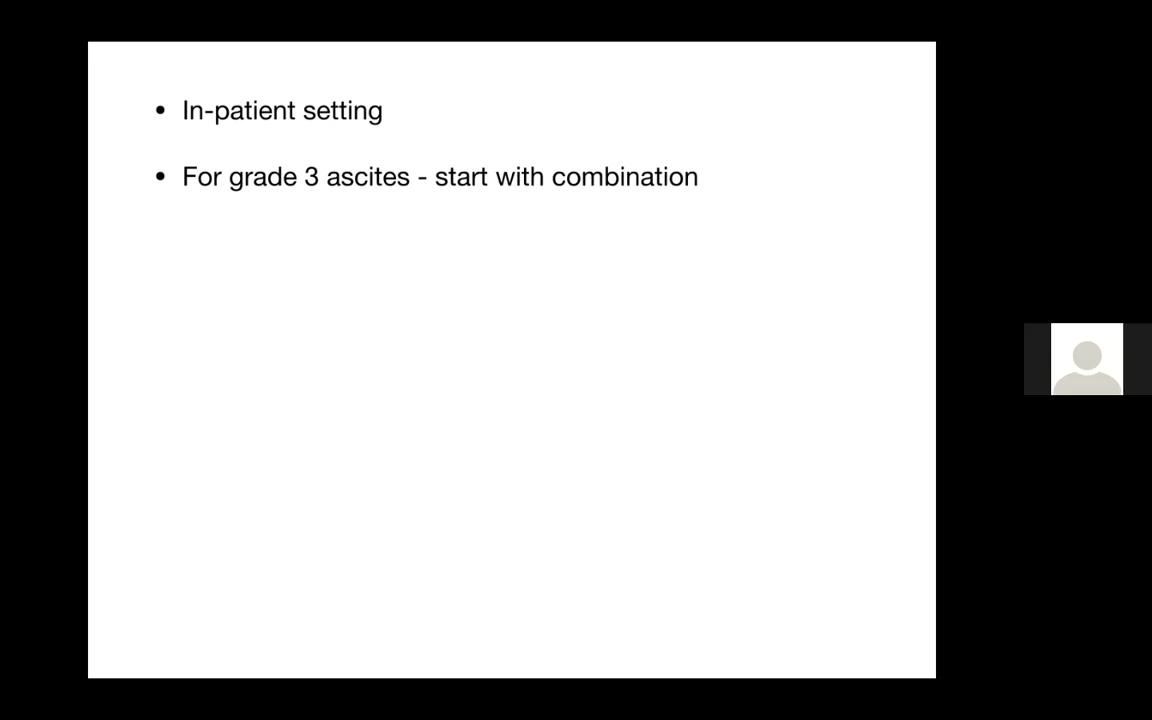 • In-patient setting
• For grade 3 ascites - start with combination